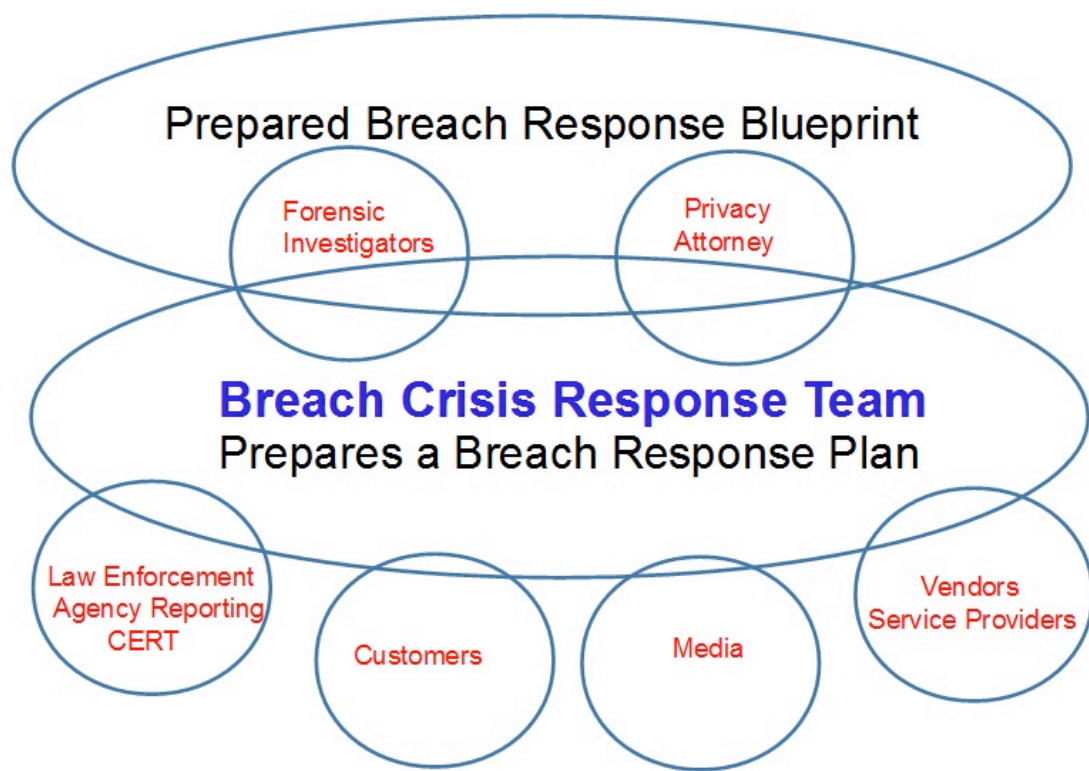 Prepared Breach Response Blueprint
Forensic
Investigators
Privacy
Attorney
Breach Crisis Response Team
Prepares a Breach Response Plan
Law Enforcement
Agency Reporting
CERT
Customers
Media
Vendors
Service Providers